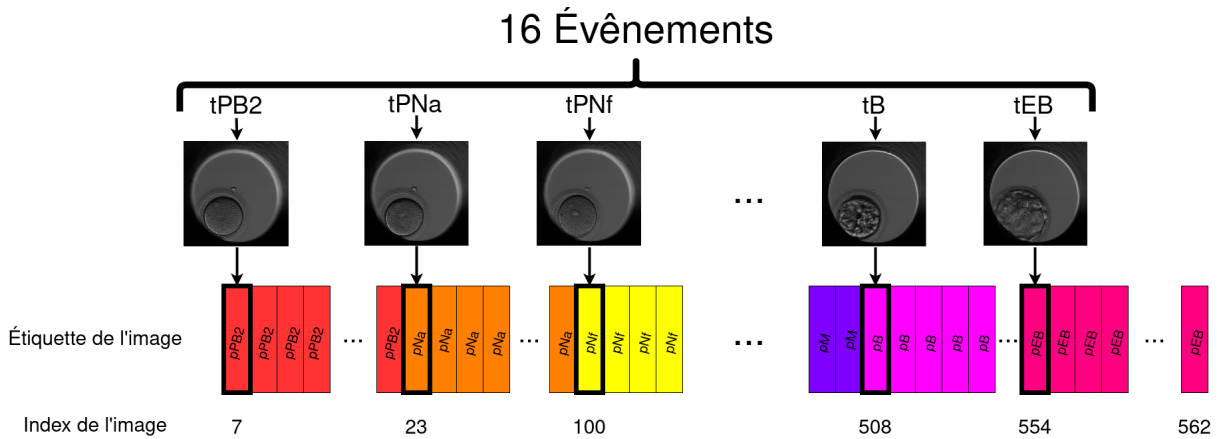 16 Évênements
tPB2 tPNa tPNf tB tEB
...
Étiquette de l'image pPB2 pPB2 pPB2 pPB2 ... pPB2 pNa pNa pNa pNa ... pNa pNf pNf pNf pNf ... pM pM pB pB pB pB pB ... pEB pEB pEB pEB ... pEB
Index de l'image 7 23 100 508 554 562